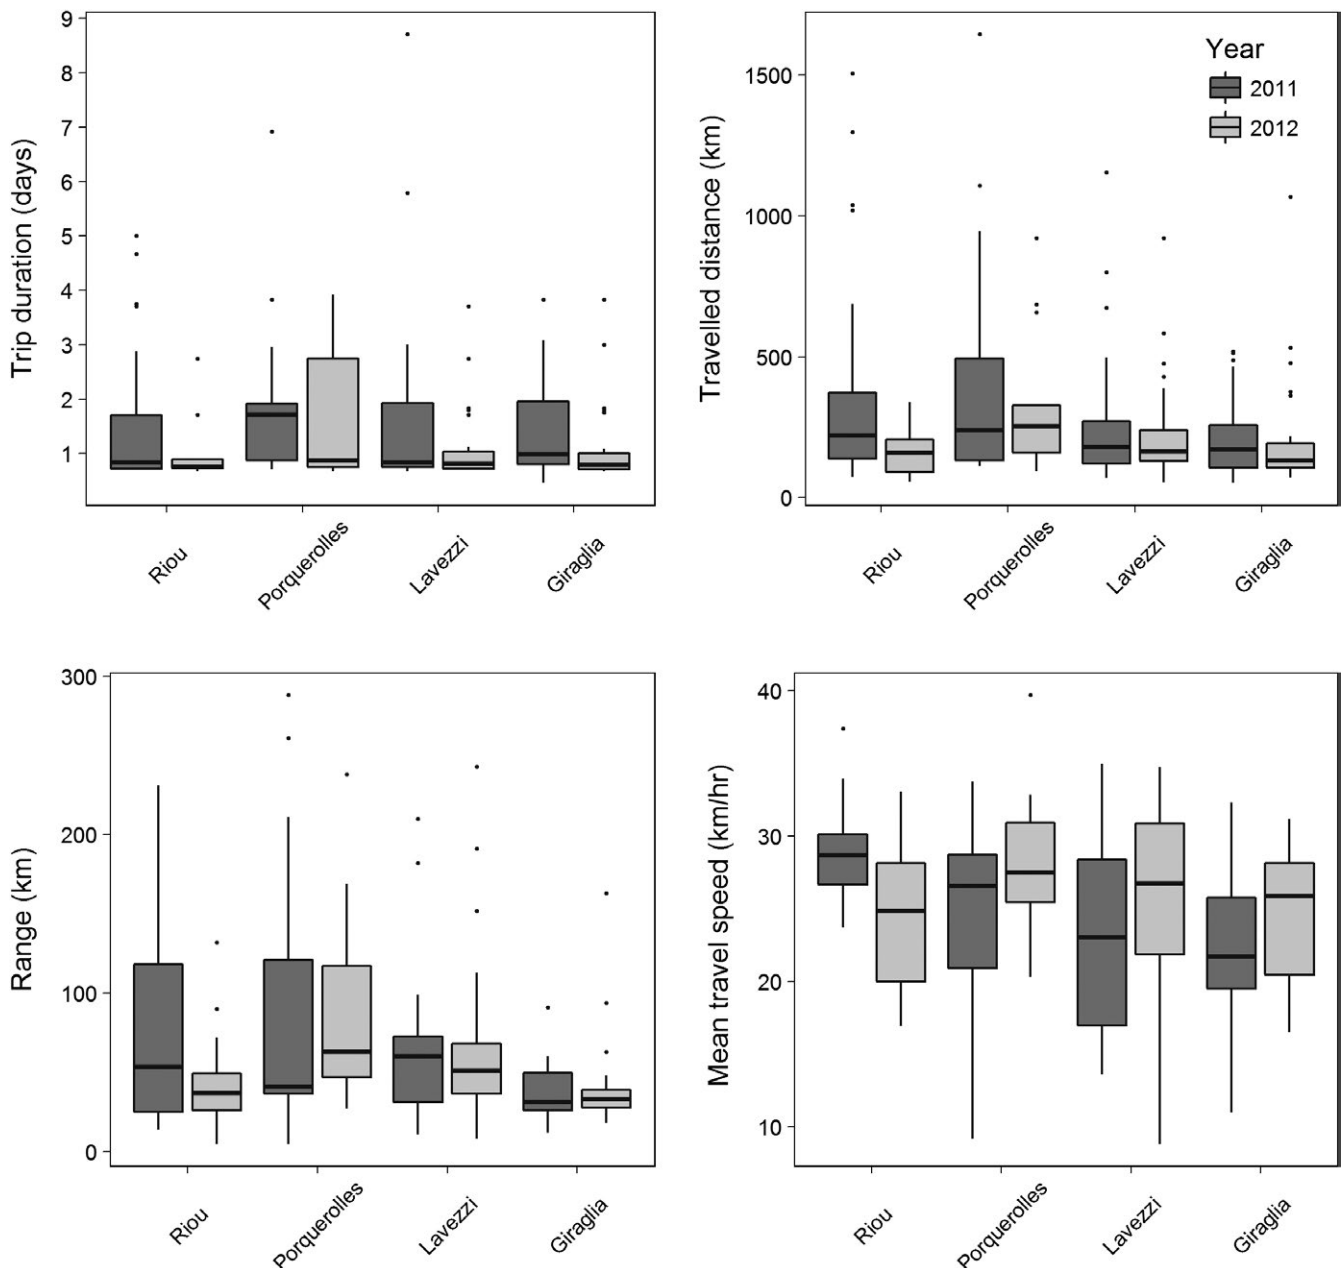 Trip duration (days)
9
8
7
6
5
4
3
2
1
Riou
Porquerolles
Lavezzi
Giraglia
Travelled distance (km)
1500
1000
500
0
Year
2011
2012
Riou
Porquerolles
Lavezzi
Giraglia
Range (km)
300
200
100
0
Riou
Porquerolles
Lavezzi
Giraglia
Mean travel speed (km/hr)
40
30
20
10
Riou
Porquerolles
Lavezzi
Giraglia